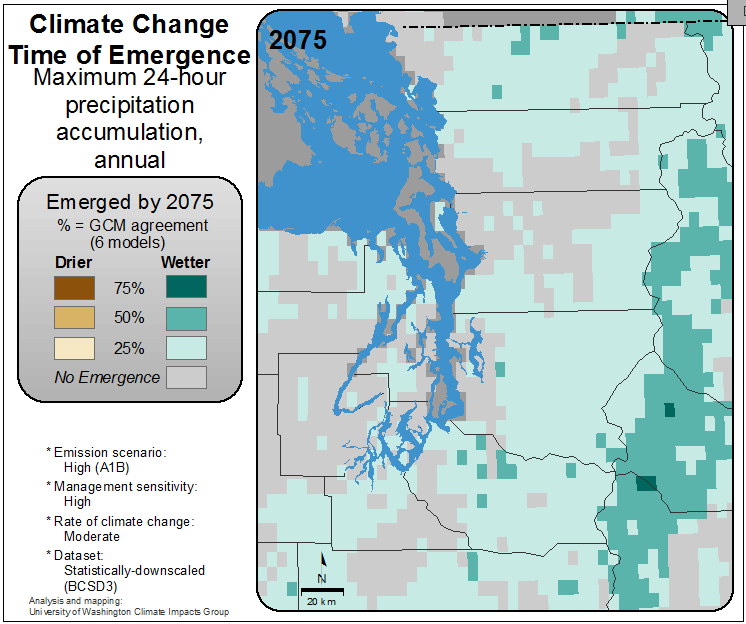 Climate Change
Time of Emergence
Maximum 24-hour
precipitation
accumulation,
annual
Emerged by 2075
% = GCM agreement
(6 models)
Drier Wetter
75%
50%
25%
No Emergence
* Emission scenario:
High (A1B)
* Management sensitivity:
High
* Rate of climate change:
Moderate
* Dataset:
Statistically-downscaled
(BCSD3)
Analysis and mapping:
University of Washington Climate Impacts Group
2075
N
20 km